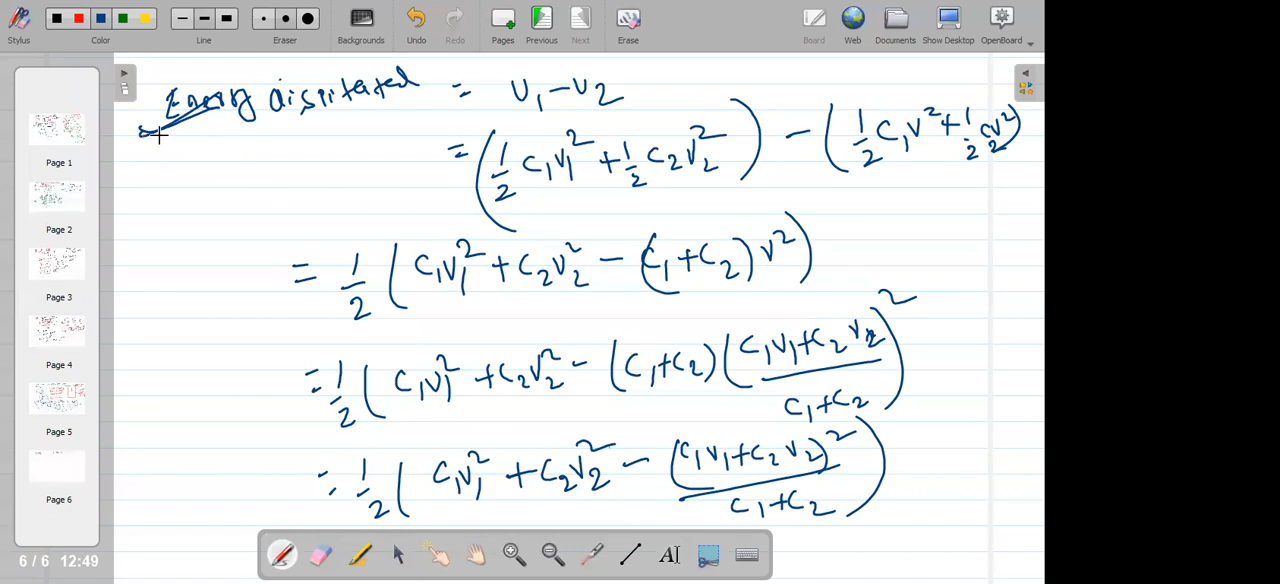 Stylus Color Line Eraser Backgrounds Undo Redo Pages Previous Next Erase Board Web Documents Show Desktop OpenBoard
Page 1
Page 2
Page 3
Page 4
Page 5
Page 6
6 / 6 12:49
Energy dissipated = U₁ - U₂
= (1/2 C₁V₁² + 1/2 C₂V₂²) - (1/2 C₁V² + 1/2 C₂V²)
= 1/2 (C₁V₁² + C₂V₂² - (C₁+C₂) V²)
= 1/2 (C₁V₁² + C₂V₂² - (C₁+C₂) (C₁V₁+C₂V₂ / C₁+C₂)²
= 1/2 (C₁V₁² + C₂V₂² - (C₁V₁+C₂V₂)² / C₁+C₂)